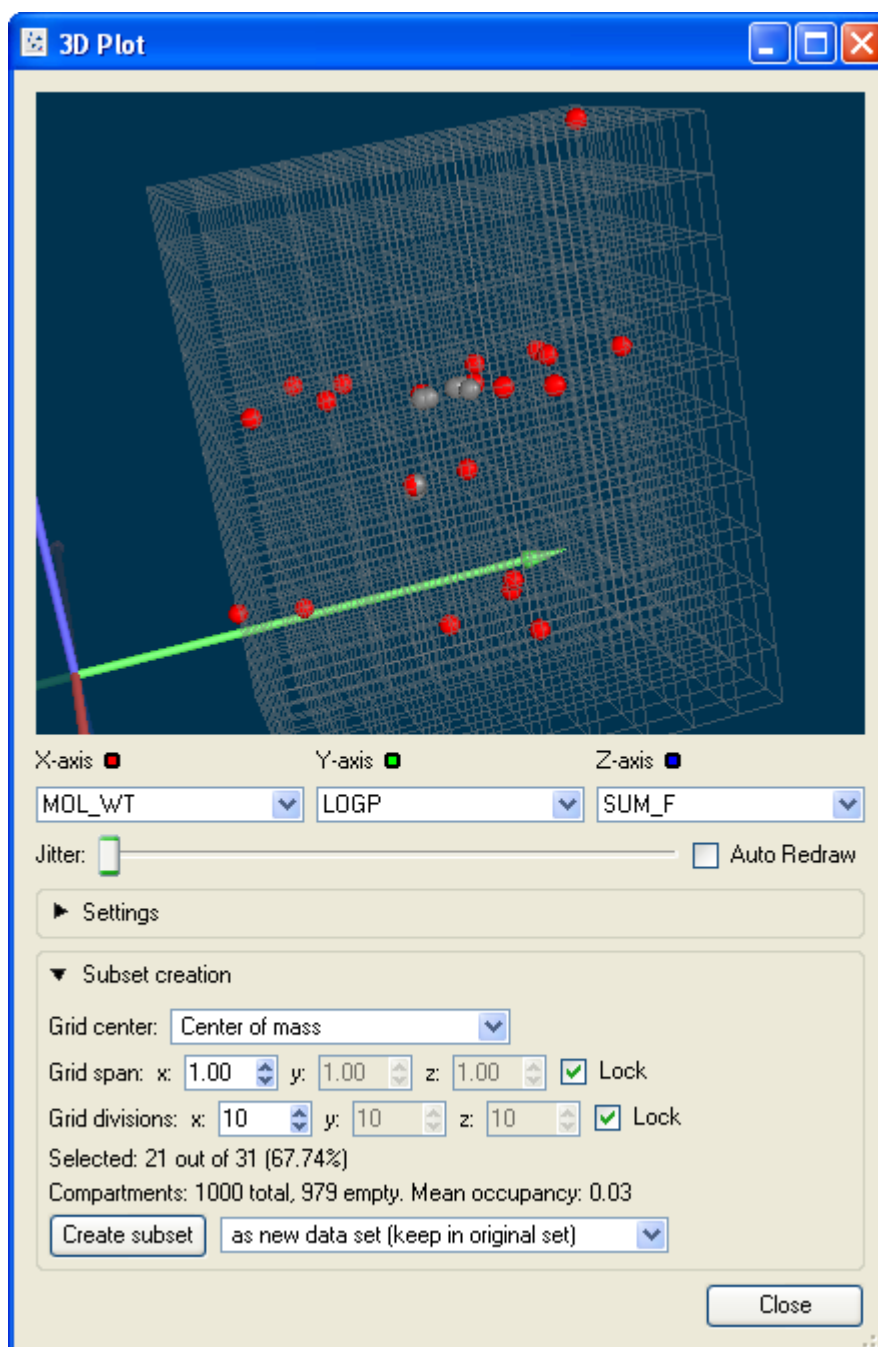 3D Plot
X-axis Y-axis Z-axis
MOL_WT LOGP SUM_F
Jitter: Auto Redraw
Settings
Subset creation
Grid center: Center of mass
Grid span: x: 1.00 y: 1.00 z: 1.00 Lock
Grid divisions: x: 10 y: 10 z: 10 Lock
Selected: 21 out of 31 (67.74%)
Compartments: 1000 total, 979 empty. Mean occupancy: 0.03
Create subset as new data set (keep in original set)
Close